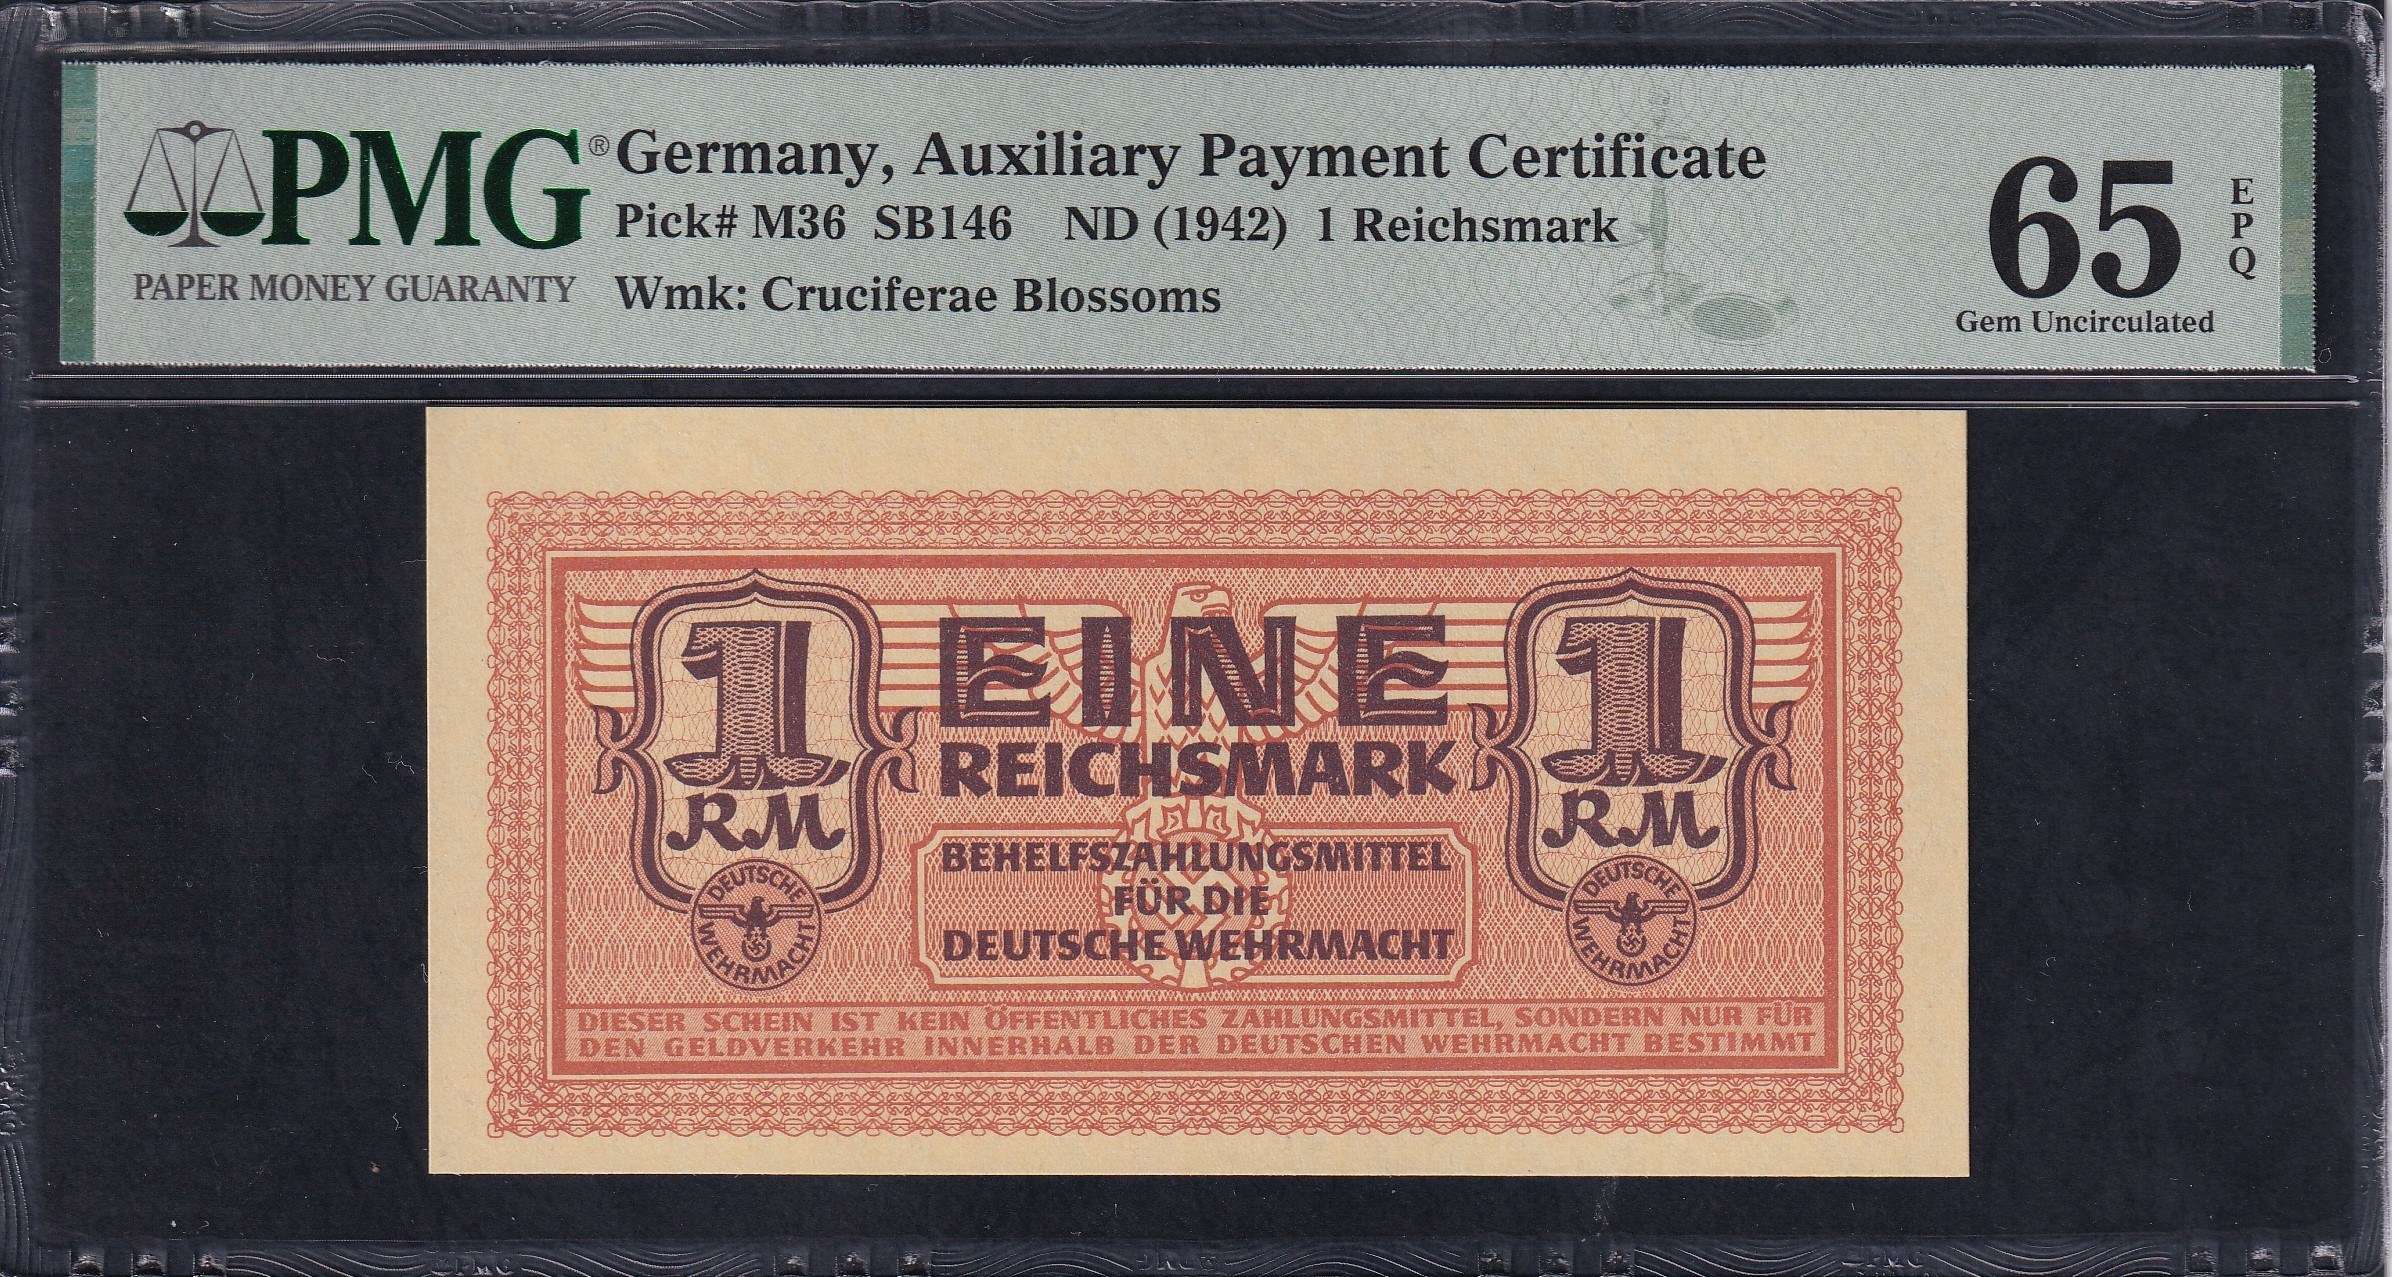 PMG® Germany, Auxiliary Payment Certificate
Pick# M36 SB146 ND (1942) 1 Reichsmark
PAPER MONEY GUARANTY Wmk: Cruciferae Blossoms
65 EPQ
Gem Uncirculated
1 EINE 1
REICHSMARK
RM RM
BEHELFSZAHLUNGSMITTEL
FÜR DIE
DEUTSCHE WEHRMACHT
DEUTSCHE WEHRMACHT
DEUTSCHE WEHRMACHT
DIESER SCHEIN IST KEIN ÖFFENTLICHES ZAHLUNGSMITTEL, SONDERN NUR FÜR
DEN GELDVERKEHR INNERHALB DER DEUTSCHEN WEHRMACHT BESTIMMT